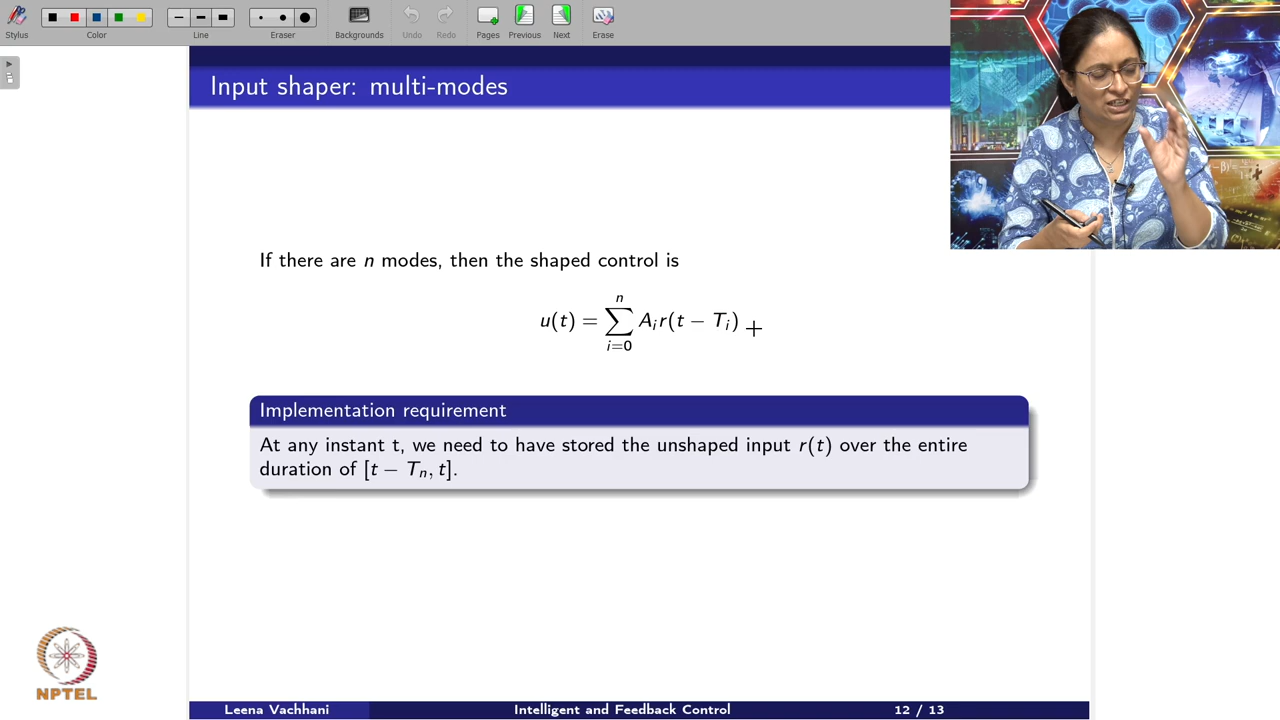 Stylus
Color
Line
Eraser
Backgrounds
Undo
Redo
Pages
Previous
Next
Erase
Input shaper: multi-modes
If there are n modes, then the shaped control is
u(t) = ∑_{i=0}^{n} A_i r(t − T_i)
Implementation requirement
At any instant t, we need to have stored the unshaped input r(t) over the entire
duration of [t − T_n, t].
NPTEL
Leena Vachhani
Intelligent and Feedback Control
12 / 13